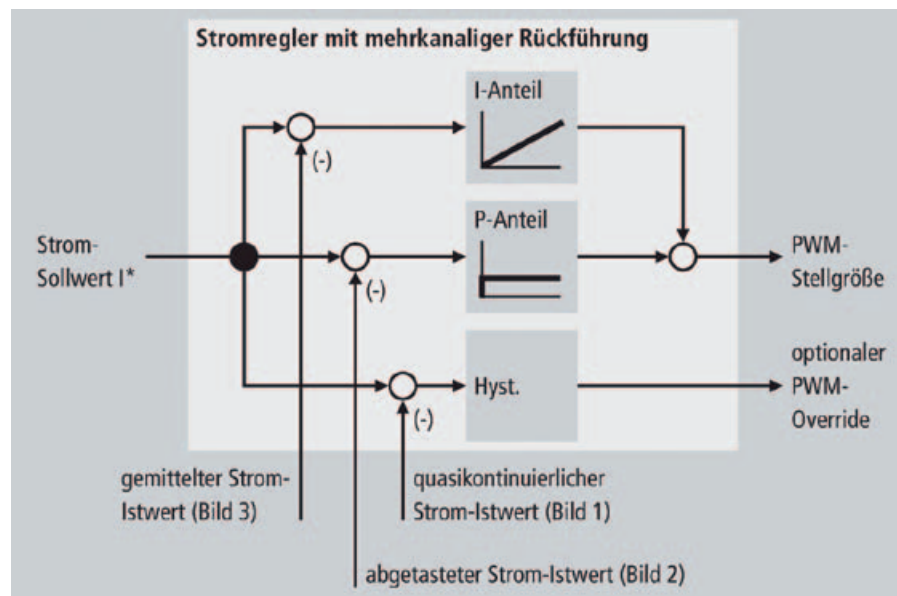 Stromregler mit mehrkanaliger Rückführung
I-Anteil
(-)
P-Anteil
Strom-
Sollwert I*
(-)
PWM-
Stellgröße
Hyst.
(-)
optionaler
PWM-
Override
gemittelter Strom-
Istwert (Bild 3)
quasikontinuierlicher
Strom-Istwert (Bild 1)
abgetasteter Strom-Istwert (Bild 2)